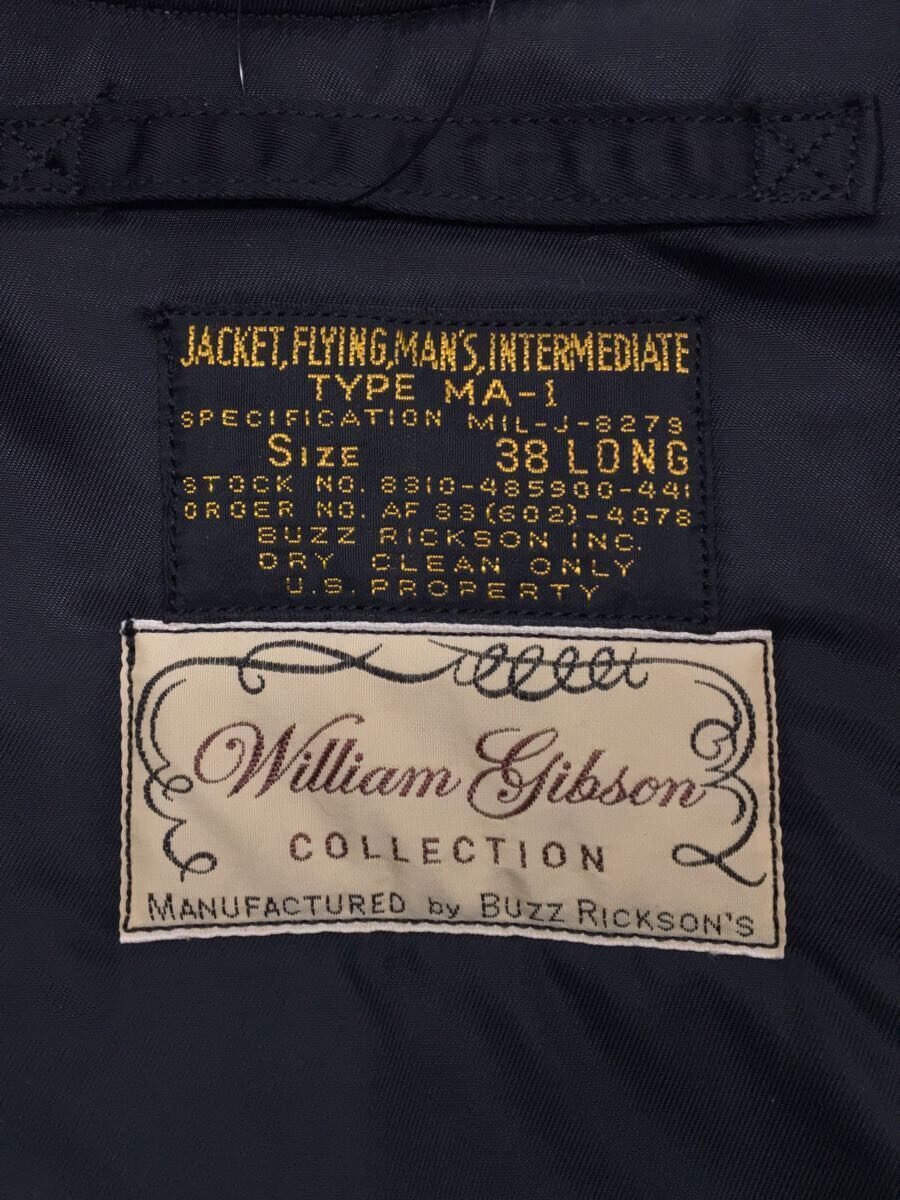 JACKET, FLYING, MAN'S, INTERMEDIATE
TYPE MA-1
SPECIFICATION MIL-J-8279
SIZE 38 LONG
STOCK NO. 8310-485900-441
ORDER NO. AF 33(602)-4078
BUZZ RICKSON INC.
DRY CLEAN ONLY
U.S. PROPERTY
William Gibson
COLLECTION
MANUFACTURED by BUZZ RICKSON'S